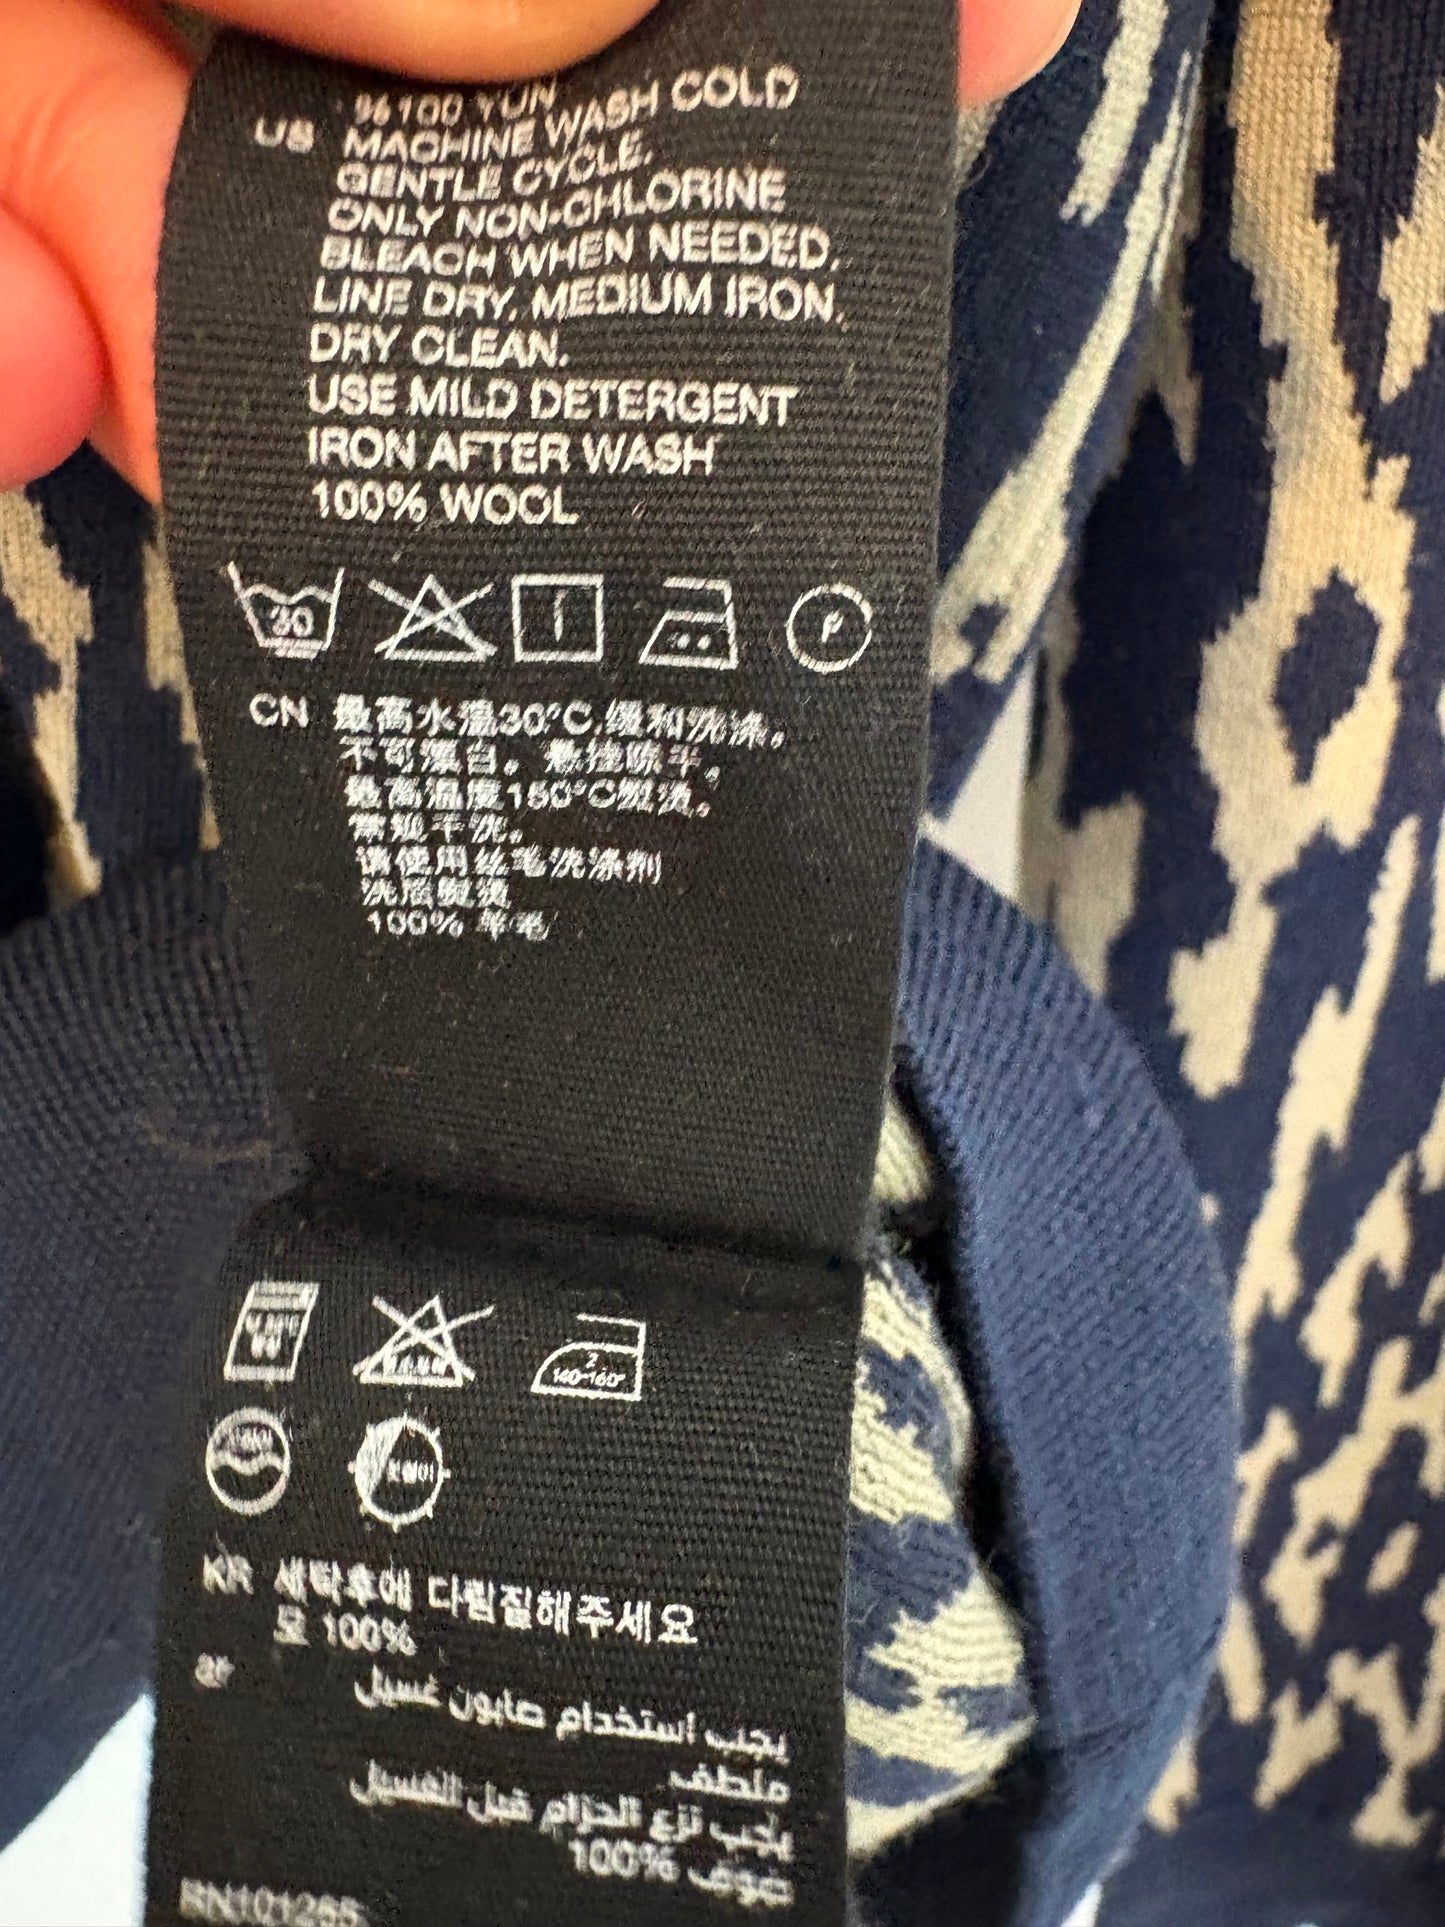 %100 YÜN
US MACHINE WASH COLD
GENTLE CYCLE.
ONLY NON-CHLORINE
BLEACH WHEN NEEDED.
LINE DRY. MEDIUM IRON.
DRY CLEAN.
USE MILD DETERGENT
IRON AFTER WASH
100% WOOL
30 P
CN 最高水温30°C,缓和洗涤。
不可漂白。悬挂晾干。
最高温度150°C熨烫。
常规干洗。
请使用丝毛洗涤剂
洗后熨烫
100% 羊毛
2
140-160°
KR 세탁후에 다림질해주세요
모 100%
يجب استخدام صابون غسيل
ملطف
يجب نزع الحزام قبل الغسيل
100% صوف
RN101255